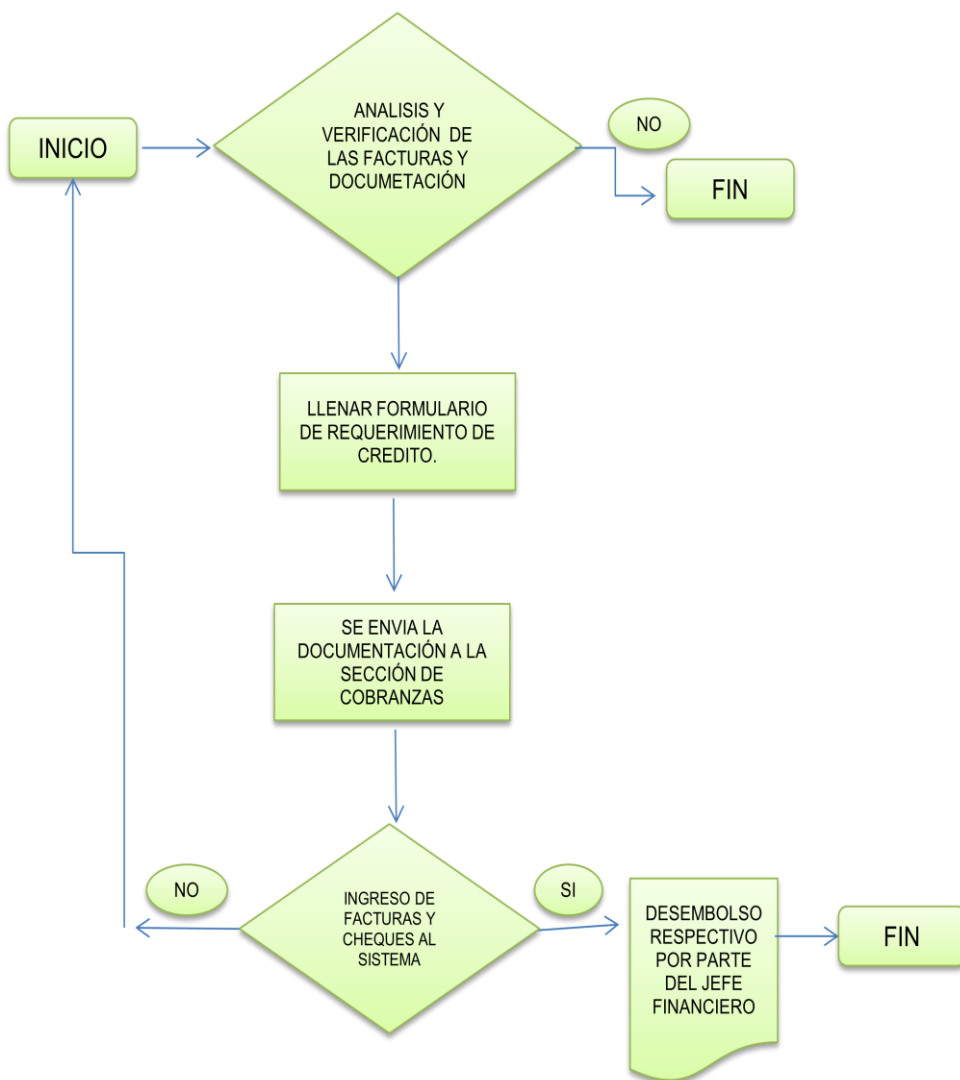 INICIO
ANALISIS Y
VERIFICACIÓN DE
LAS FACTURAS Y
DOCUMETACIÓN
NO
FIN
LLENAR FORMULARIO
DE REQUERIMIENTO DE
CREDITO.
SE ENVIA LA
DOCUMENTACIÓN A LA
SECCIÓN DE
COBRANZAS
NO
INGRESO DE
FACTURAS Y
CHEQUES AL
SISTEMA
SI
DESEMBOLSO
RESPECTIVO
POR PARTE
DEL JEFE
FINANCIERO
FIN